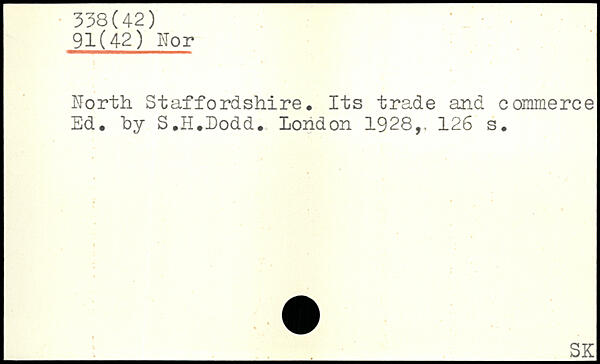 338(42)
91(42) Nor
North Staffordshire. Its trade and commerce
Ed. by S.H.Dodd. London 1928, 126 s.
SK